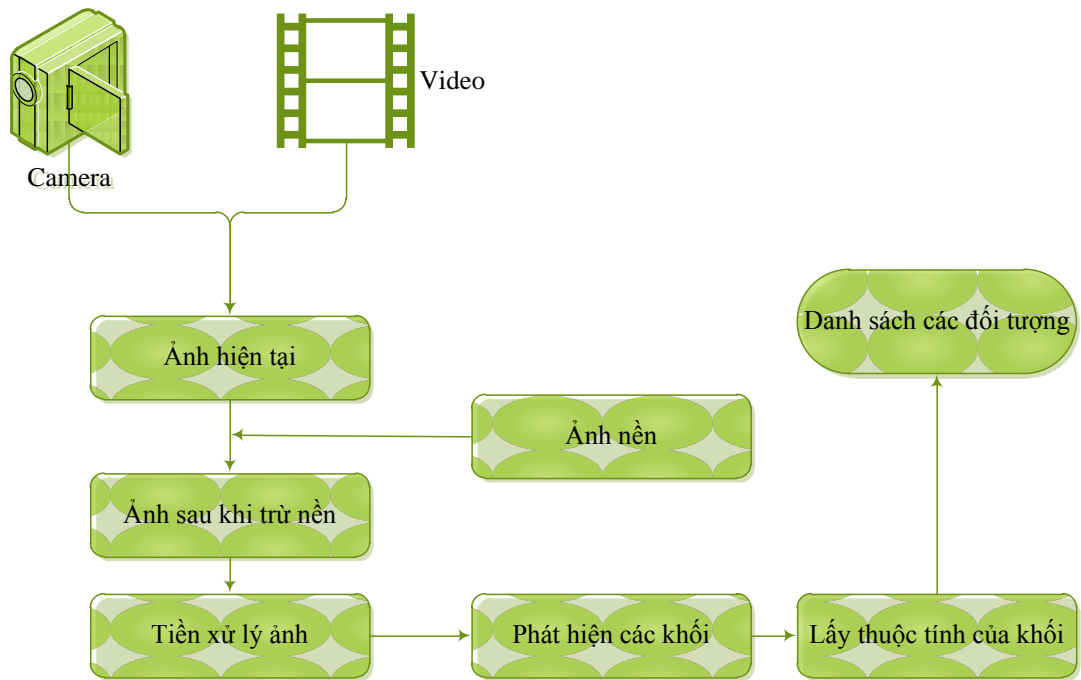 Video
Camera
Ảnh hiện tại
Danh sách các đối tượng
Ảnh nền
Ảnh sau khi trừ nền
Tiền xử lý ảnh
Phát hiện các khối
Lấy thuộc tính của khối